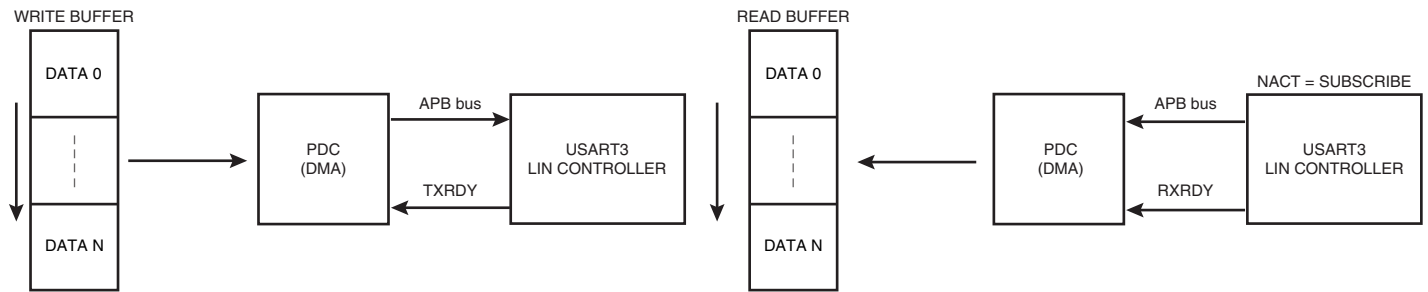 WRITE BUFFER
DATA 0
DATA N
PDC
(DMA)
APB bus
TXRDY
USART3
LIN CONTROLLER
READ BUFFER
DATA 0
DATA N
PDC
(DMA)
APB bus
RXRDY
NACT = SUBSCRIBE
USART3
LIN CONTROLLER